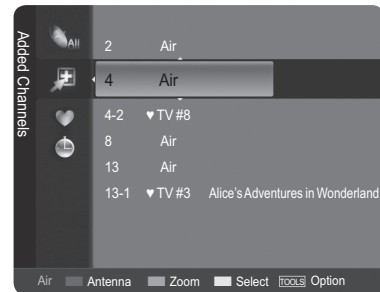 Added Channels
All
2 Air
4 Air
4-2 ♥ TV #8
8 Air
13 Air
13-1 ♥ TV #3 Alice's Adventures in Wonderland
Air Antenna Zoom Select TOOLS Option